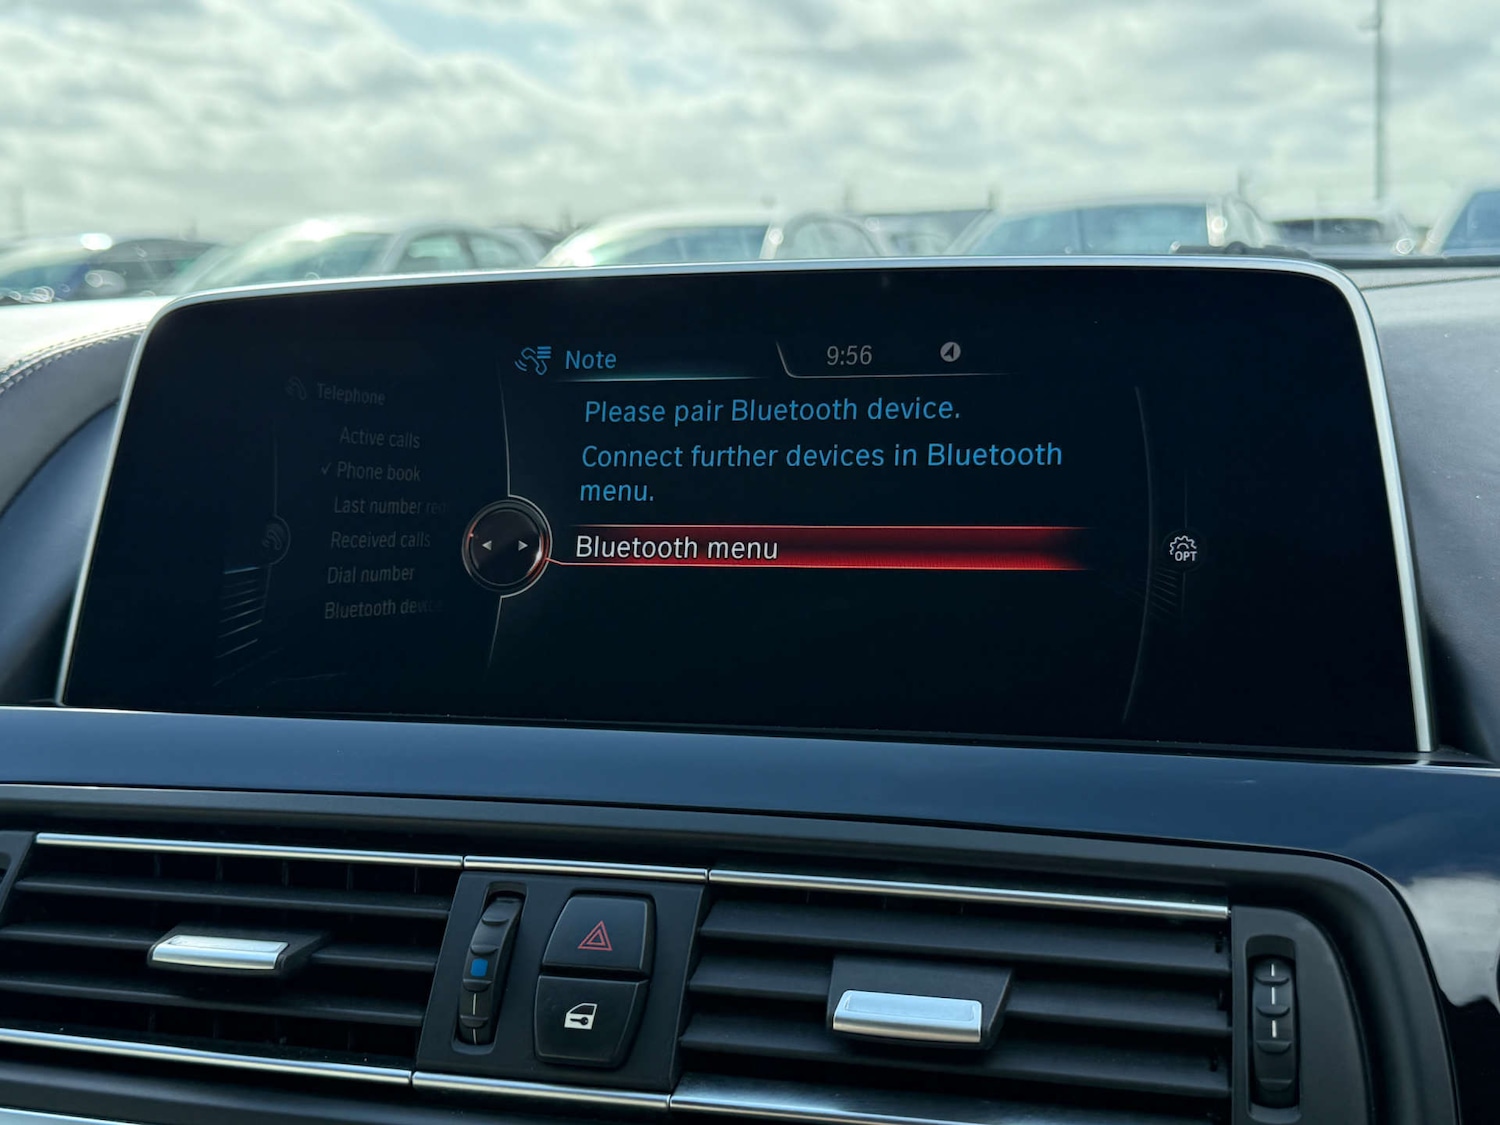 Note
9:56
Please pair Bluetooth device.
Connect further devices in Bluetooth
menu.
Bluetooth menu
OPT
Telephone
Active calls
Phone book
Last number
Received calls
Dial number
Bluetooth